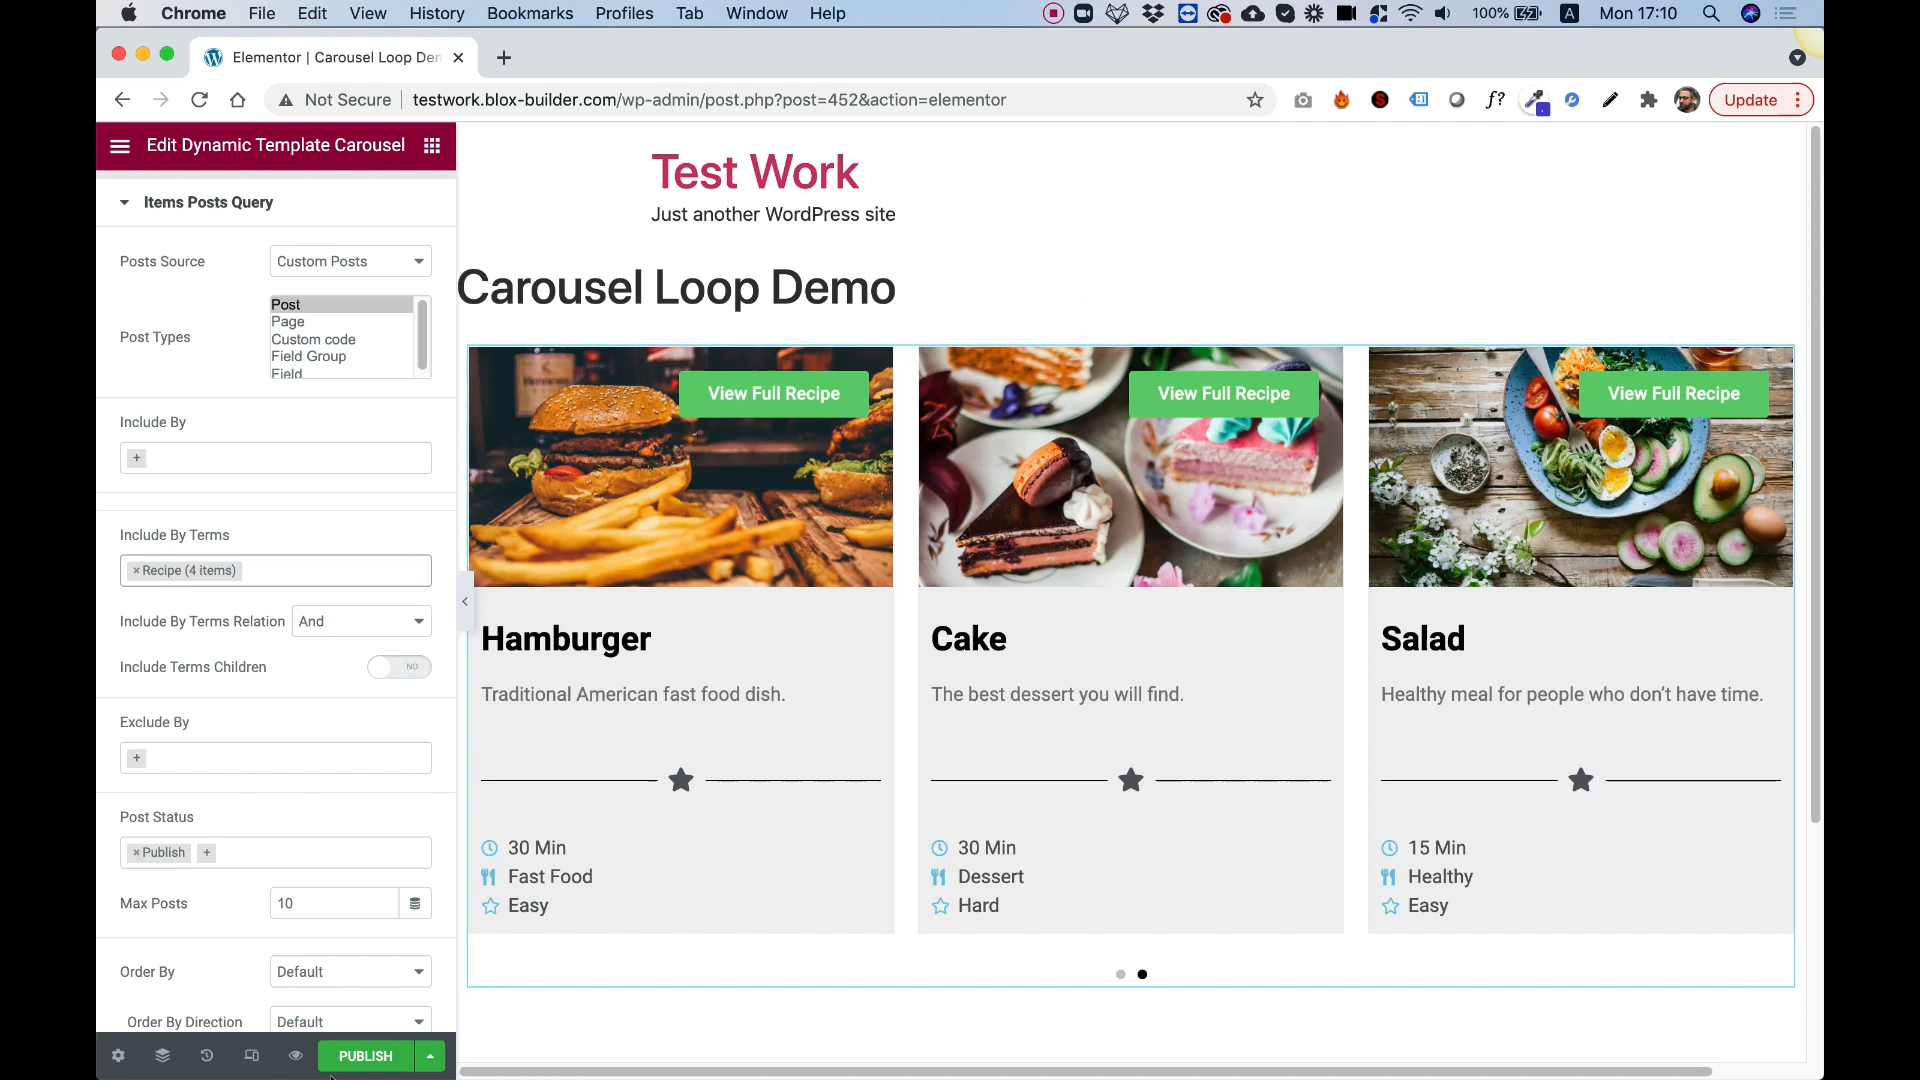 Chrome File Edit View History Bookmarks Profiles Tab Window Help 100% A Mon 17:10
Elementor | Carousel Loop Den
Not Secure testwork.blox-builder.com/wp-admin/post.php?post=452&action=elementor f? Update
Edit Dynamic Template Carousel
Items Posts Query
Posts Source Custom Posts
Post Types
Post
Page
Custom code
Field Group
Field
Include By
+
Include By Terms
×Recipe (4 items)
Include By Terms Relation And
Include Terms Children NO
Exclude By
+
Post Status
×Publish +
Max Posts 10
Order By Default
Order By Direction Default
PUBLISH
Test Work
Just another WordPress site
Carousel Loop Demo
View Full Recipe
Hamburger
Traditional American fast food dish.
30 Min
Fast Food
Easy
View Full Recipe
Cake
The best dessert you will find.
30 Min
Dessert
Hard
View Full Recipe
Salad
Healthy meal for people who don’t have time.
15 Min
Healthy
Easy